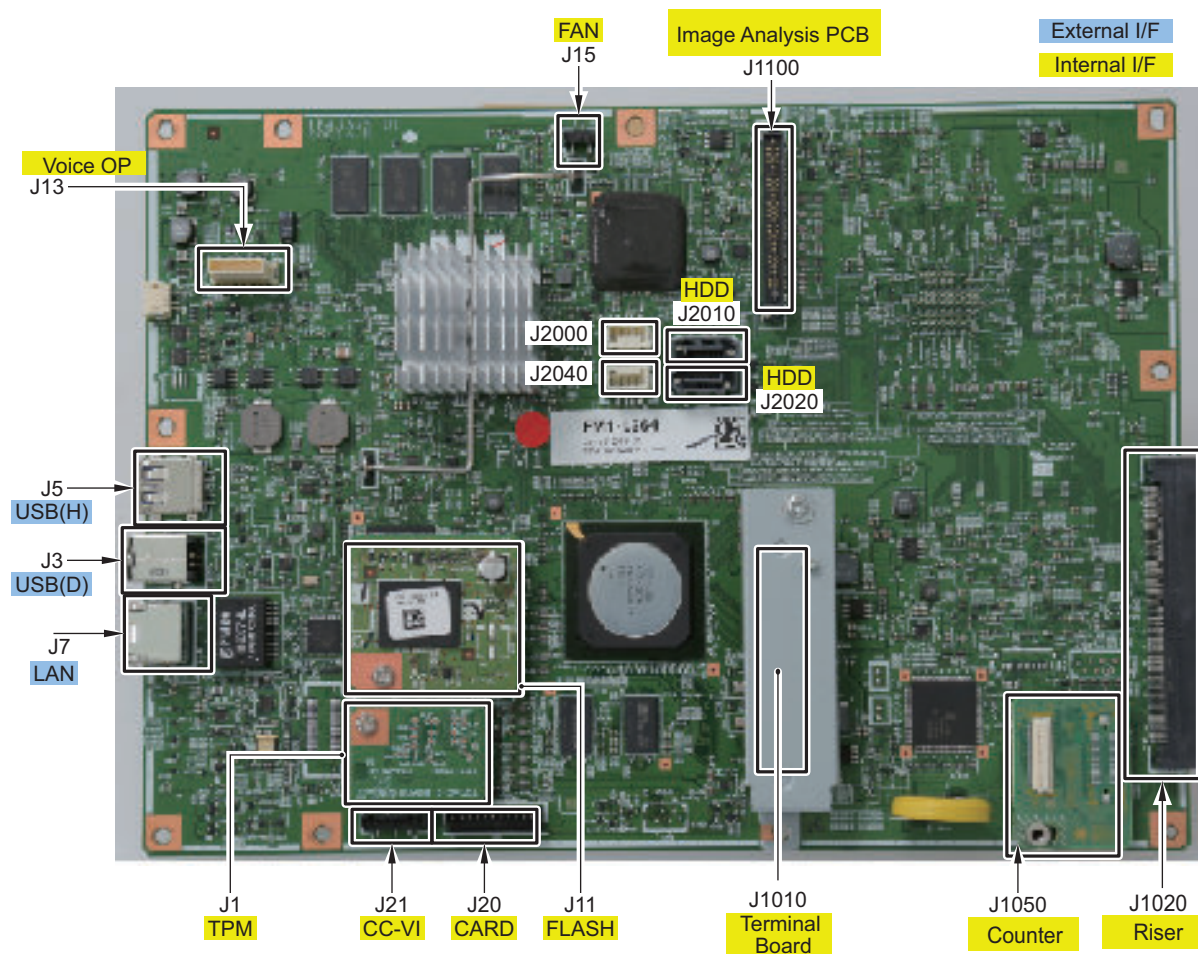 FAN
J15
Image Analysis PCB
J1100
External I/F
Internal I/F
Voice OP
J13
HDD
J2010
J2000
J2040
HDD
J2020
J5
USB(H)
J3
USB(D)
J7
LAN
J1
TPM
J21
CC-VI
J20
CARD
J11
FLASH
J1010
Terminal
Board
J1050
Counter
J1020
Riser